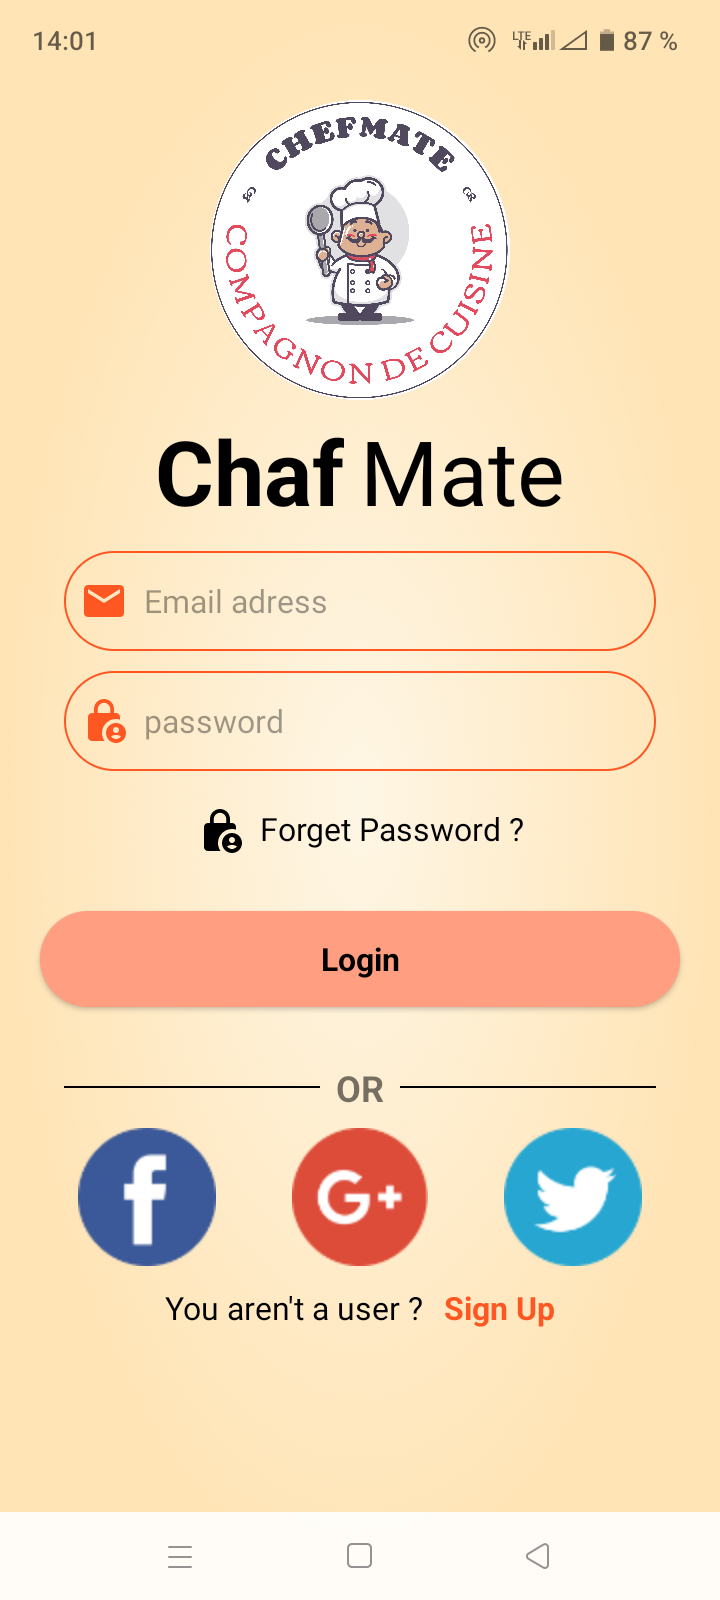 14:01 LTE 87 %
CHEFMATE
COMPAGNON DE CUISINE
Chaf Mate
Email adress
password
Forget Password ?
Login
OR
f G+
You aren't a user ? Sign Up